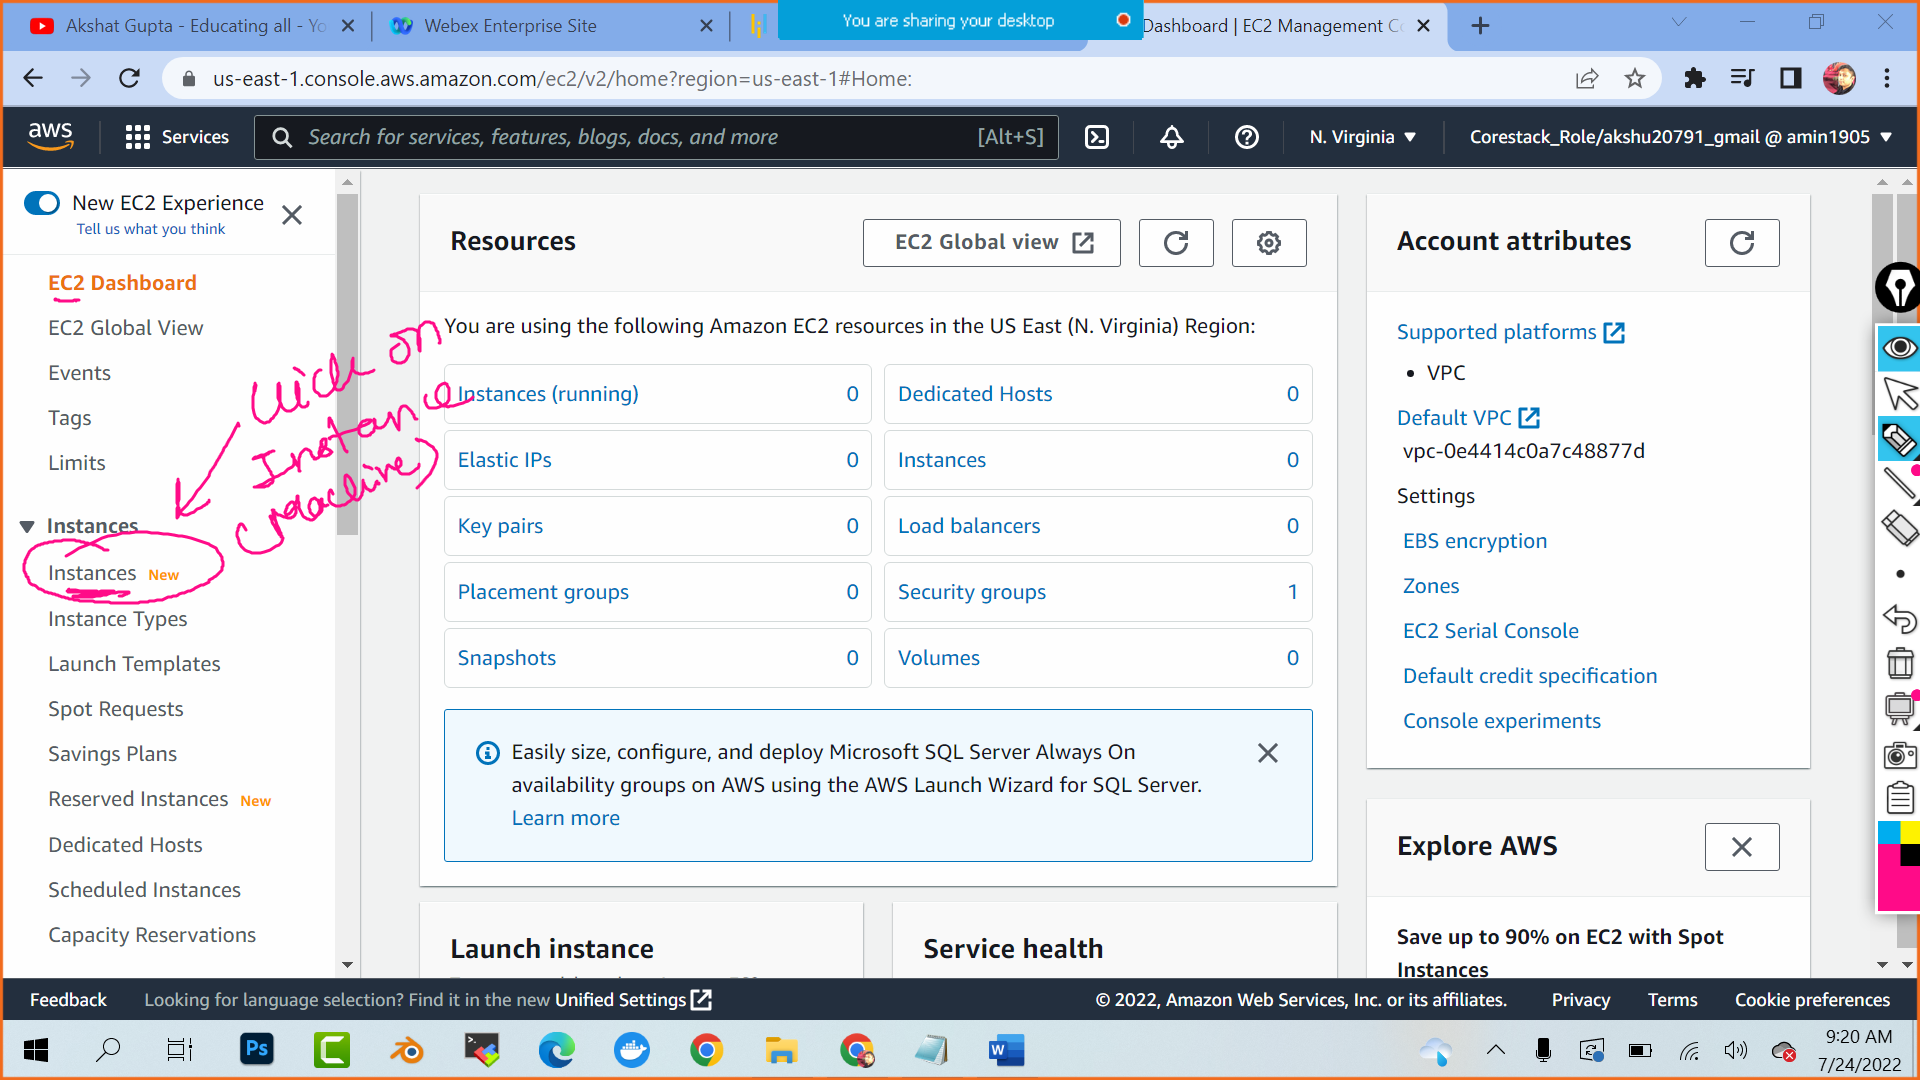 Akshat Gupta - Educating all - Yo
Webex Enterprise Site
You are sharing your desktop
Dashboard | EC2 Management Co
us-east-1.console.aws.amazon.com/ec2/v2/home?region=us-east-1#Home:
aws
Services
Search for services, features, blogs, docs, and more
[Alt+S]
N. Virginia
Corestack_Role/akshu20791_gmail @ amin1905
New EC2 Experience
Tell us what you think
EC2 Dashboard
EC2 Global View
Events
Tags
Limits
Instances
Instances New
Instance Types
Launch Templates
Spot Requests
Savings Plans
Reserved Instances New
Dedicated Hosts
Scheduled Instances
Capacity Reservations
click on
Instance
(Machine)
Resources
EC2 Global view
You are using the following Amazon EC2 resources in the US East (N. Virginia) Region:
Instances (running) 0
Dedicated Hosts 0
Elastic IPs 0
Instances 0
Key pairs 0
Load balancers 0
Placement groups 0
Security groups 1
Snapshots 0
Volumes 0
Easily size, configure, and deploy Microsoft SQL Server Always On
availability groups on AWS using the AWS Launch Wizard for SQL Server.
Learn more
Launch instance
Service health
Account attributes
Supported platforms
• VPC
Default VPC
vpc-0e4414c0a7c48877d
Settings
EBS encryption
Zones
EC2 Serial Console
Default credit specification
Console experiments
Explore AWS
Save up to 90% on EC2 with Spot
Instances
Feedback
Looking for language selection? Find it in the new Unified Settings
© 2022, Amazon Web Services, Inc. or its affiliates.
Privacy
Terms
Cookie preferences
Ps
C
W
9:20 AM
7/24/2022